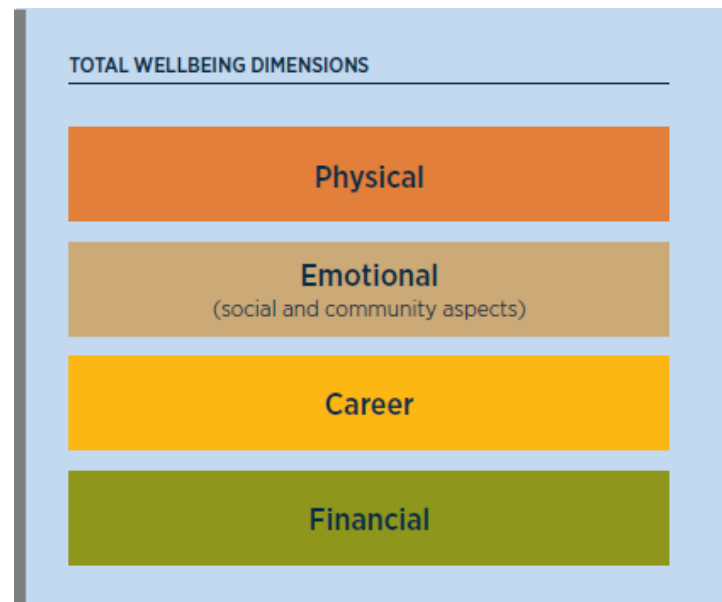 TOTAL WELLBEING DIMENSIONS
Physical
Emotional
(social and community aspects)
Career
Financial